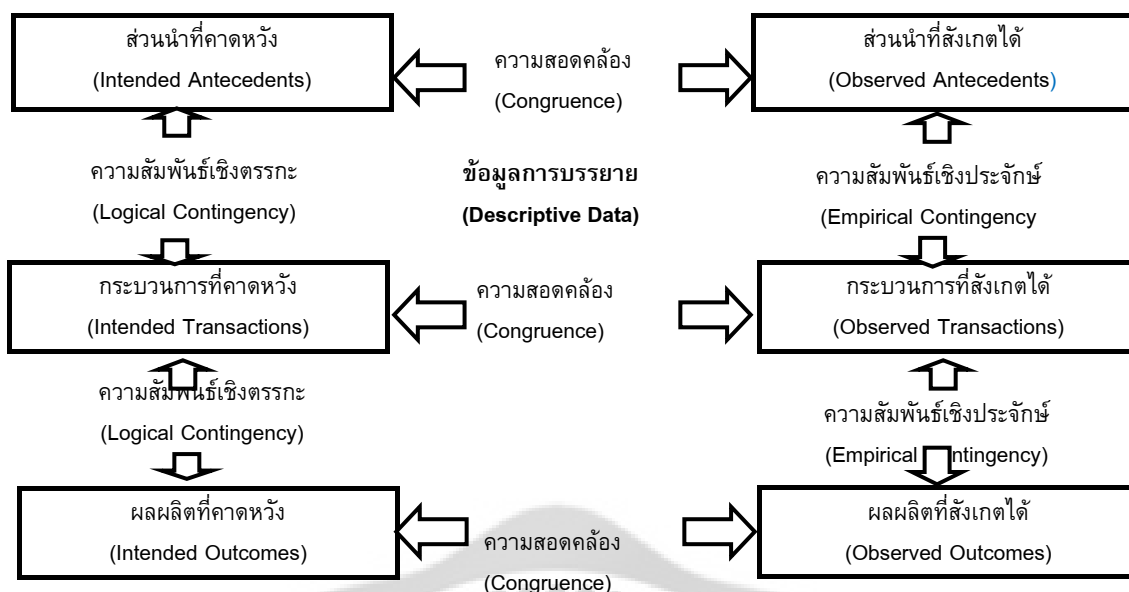 ส่วนนำที่คาดหวัง
(Intended Antecedents)
ความสอดคล้อง
(Congruence)
ส่วนนำที่สังเกตได้
(Observed Antecedents)
ความสัมพันธ์เชิงตรรกะ
(Logical Contingency)
ข้อมูลการบรรยาย
(Descriptive Data)
ความสัมพันธ์เชิงประจักษ์
(Empirical Contingency
กระบวนการที่คาดหวัง
(Intended Transactions)
ความสอดคล้อง
(Congruence)
กระบวนการที่สังเกตได้
(Observed Transactions)
ความสัมพันธ์เชิงตรรกะ
(Logical Contingency)
ความสัมพันธ์เชิงประจักษ์
(Empirical ntingency)
ผลผลิตที่คาดหวัง
(Intended Outcomes)
ความสอดคล้อง
(Congruence)
ผลผลิตที่สังเกตได้
(Observed Outcomes)